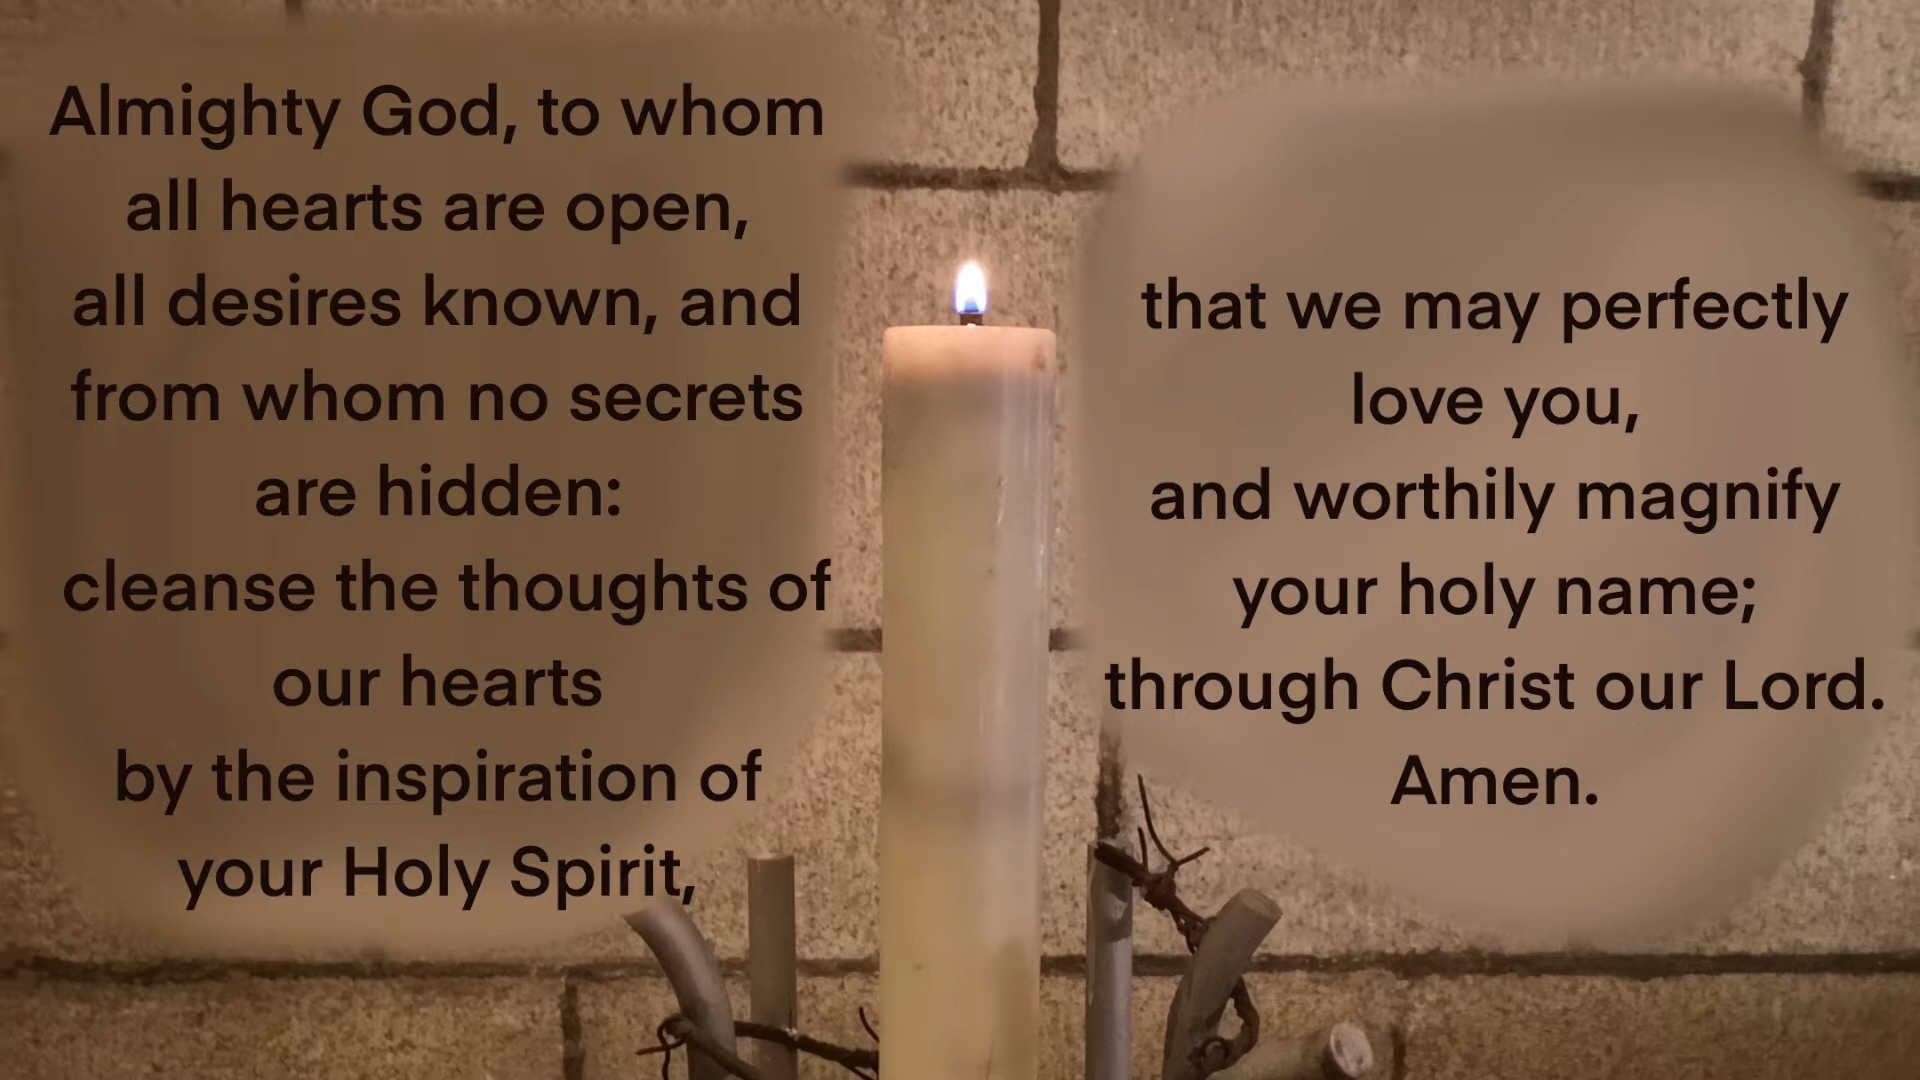 Almighty God, to whom
all hearts are open,
all desires known, and
from whom no secrets
are hidden:
cleanse the thoughts of
our hearts
by the inspiration of
your Holy Spirit,
that we may perfectly
love you,
and worthily magnify
your holy name;
through Christ our Lord.
Amen.